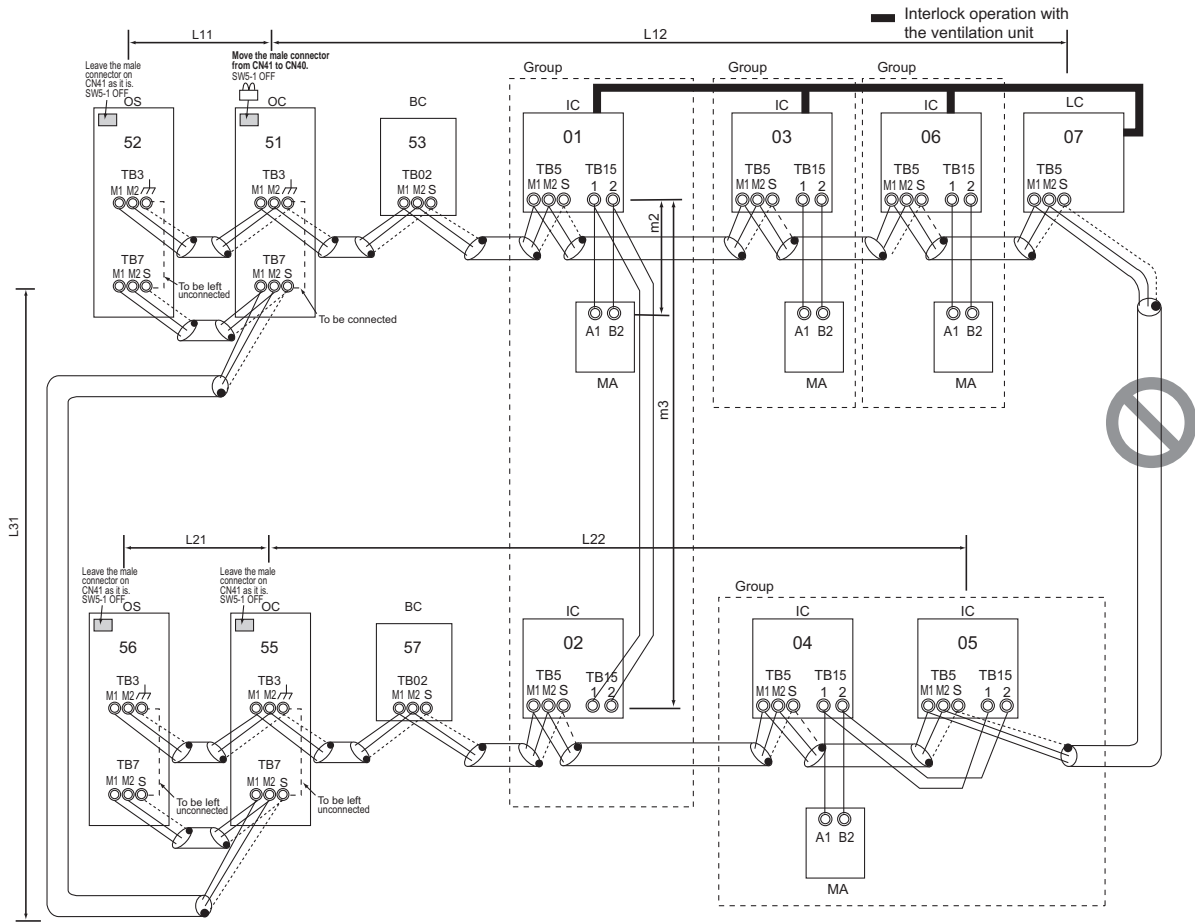 Interlock operation with
the ventilation unit
L11
L12
Leave the male
connector on
CN41 as it is.
SW5-1 OFF
Move the male connector
from CN41 to CN40.
SW5-1 OFF
Group
Group
Group
OS
OC
BC
IC
IC
IC
LC
52
51
53
01
03
06
07
TB3
TB3
TB02
TB5 TB15
TB5 TB15
TB5 TB15
TB5
M1 M2
M1 M2
M1 M2 S
M1 M2 S 1 2
M1 M2 S 1 2
M1 M2 S 1 2
M1 M2 S
m2
TB7
TB7
M1 M2 S
M1 M2 S
To be left
unconnected
To be connected
A1 B2
A1 B2
A1 B2
MA
MA
MA
m3
L31
L21
L22
Leave the male
connector on
CN41 as it is.
SW5-1 OFF
Leave the male
connector on
CN41 as it is.
SW5-1 OFF
Group
OS
OC
BC
IC
IC
IC
56
55
57
02
04
05
TB3
TB3
TB02
TB5 TB15
TB5 TB15
TB5 TB15
M1 M2
M1 M2
M1 M2 S
M1 M2 S 1 2
M1 M2 S 1 2
M1 M2 S 1 2
TB7
TB7
M1 M2 S
M1 M2 S
To be left
unconnected
To be left
unconnected
A1 B2
MA